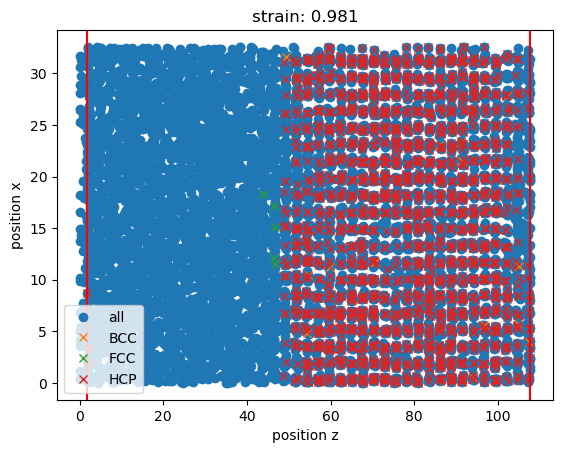 strain: 0.981
position x
30
25
20
15
10
5
0
all
BCC
FCC
HCP
0 20 40 60 80 100
position z